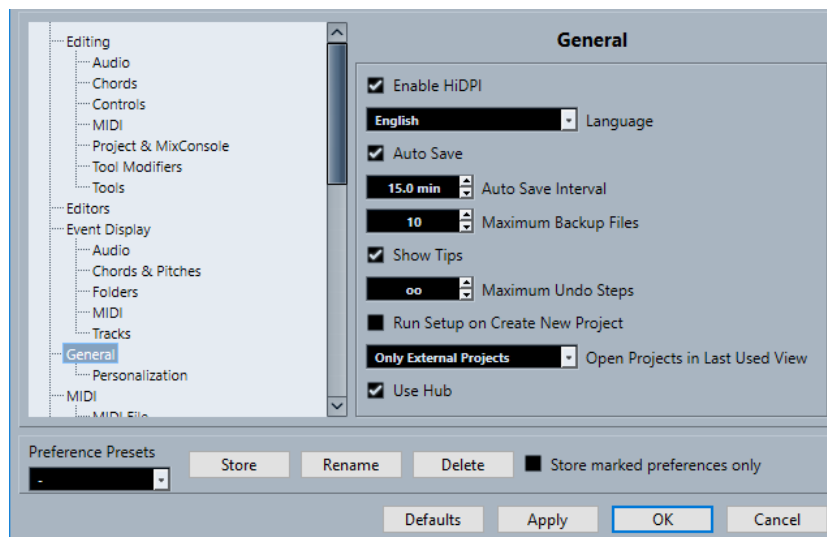 Editing
Audio
Chords
Controls
MIDI
Project & MixConsole
Tool Modifiers
Tools
Editors
Event Display
Audio
Chords & Pitches
Folders
MIDI
Tracks
General
Personalization
MIDI
MIDI File
General
Enable HiDPI
English Language
Auto Save
15.0 min Auto Save Interval
10 Maximum Backup Files
Show Tips
oo Maximum Undo Steps
Run Setup on Create New Project
Only External Projects Open Projects in Last Used View
Use Hub
Preference Presets
-
Store Rename Delete Store marked preferences only
Defaults Apply OK Cancel